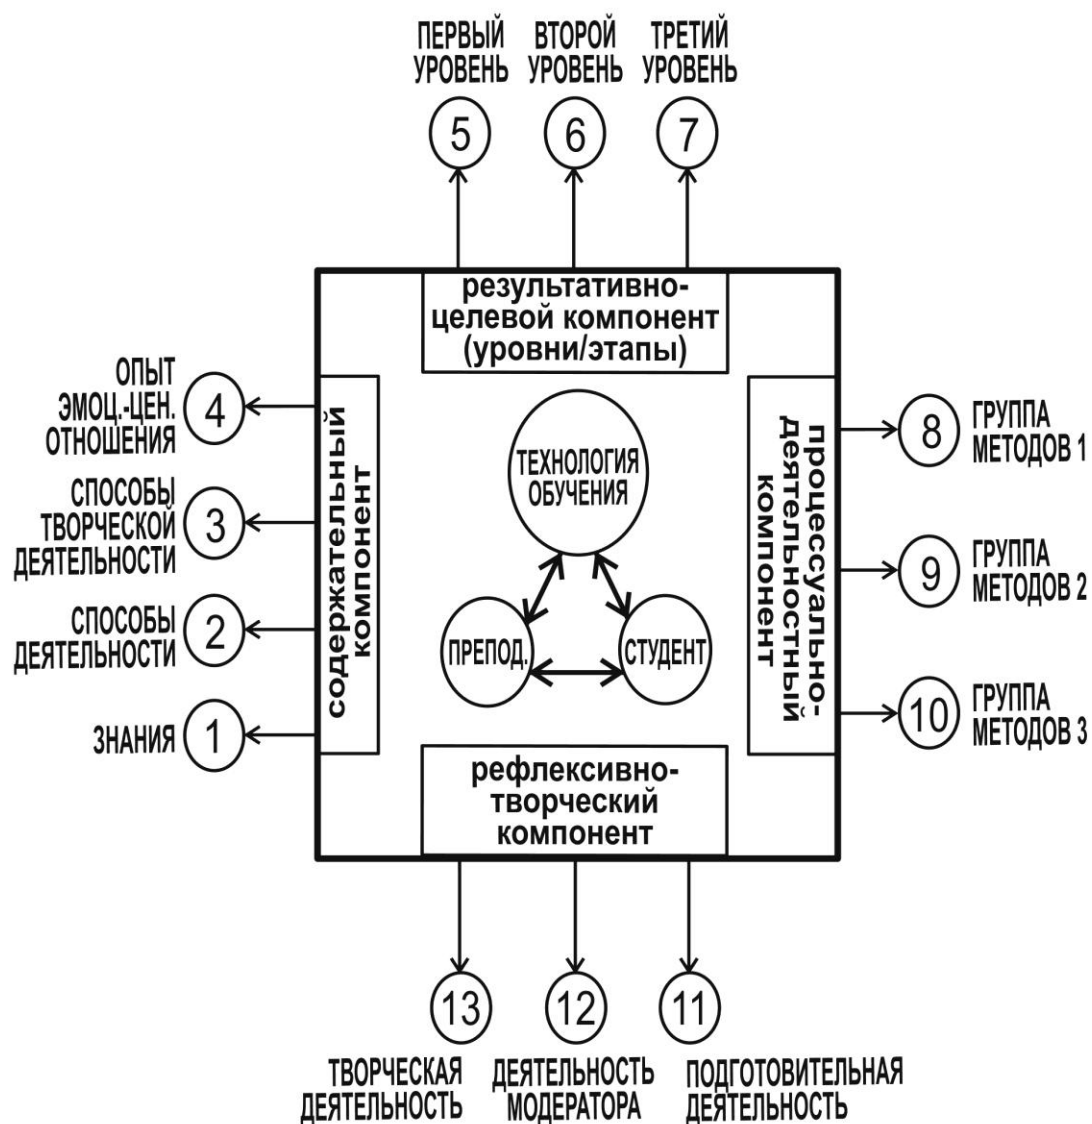 ПЕРВЫЙ
УРОВЕНЬ
ВТОРОЙ
УРОВЕНЬ
ТРЕТИЙ
УРОВЕНЬ
5
6
7
результативно-
целевой компонент
(уровни/этапы)
ОПЫТ
ЭМОЦ.-ЦЕН.
ОТНОШЕНИЯ
4
СПОСОБЫ
ТВОРЧЕСКОЙ
ДЕЯТЕЛЬНОСТИ
3
СПОСОБЫ
ДЕЯТЕЛЬНОСТИ
2
ЗНАНИЯ
1
содержательный
компонент
ТЕХНОЛОГИЯ
ОБУЧЕНИЯ
ПРЕПОД.
СТУДЕНТ
процессуально-
деятельностный
компонент
8
ГРУППА
МЕТОДОВ 1
9
ГРУППА
МЕТОДОВ 2
10
ГРУППА
МЕТОДОВ 3
рефлексивно-
творческий
компонент
13
12
11
ТВОРЧЕСКАЯ
ДЕЯТЕЛЬНОСТЬ
ДЕЯТЕЛЬНОСТЬ
МОДЕРАТОРА
ПОДГОТОВИТЕЛЬНАЯ
ДЕЯТЕЛЬНОСТЬ